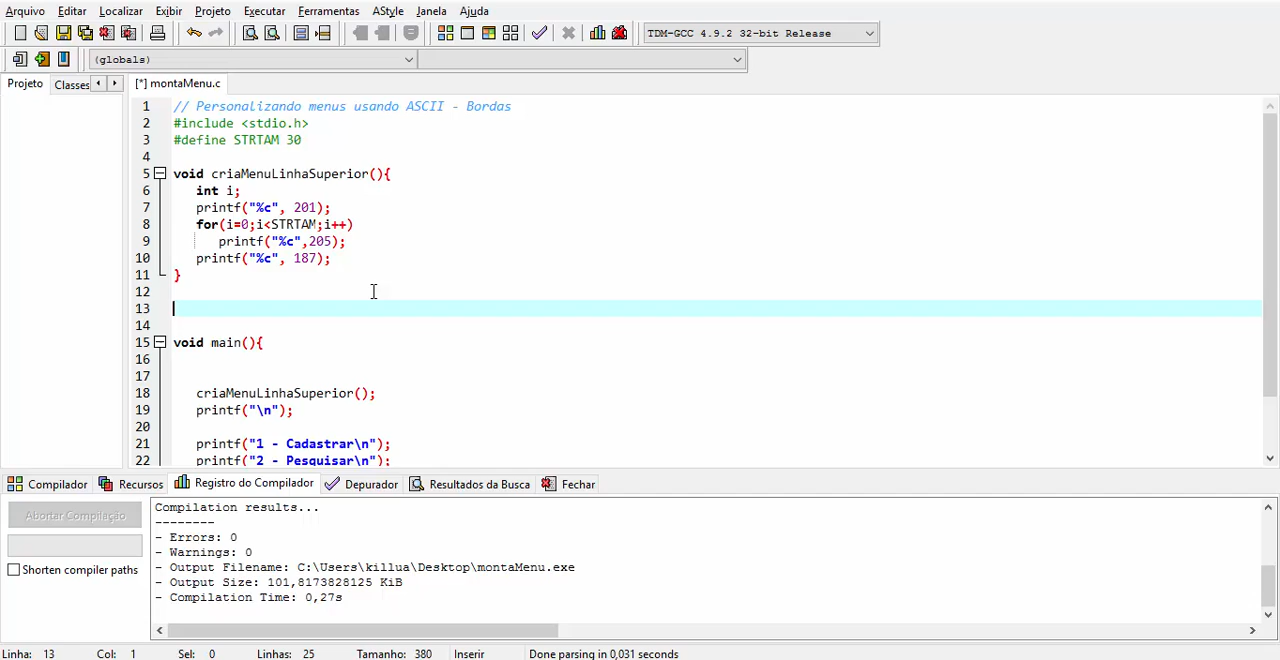 Arquivo Editar Localizar Exibir Projeto Executar Ferramentas AStyle Janela Ajuda
TDM-GCC 4.9.2 32-bit Release
(globals)
Projeto Classes [*] montaMenu.c
1 // Personalizando menus usando ASCII - Bordas
2 #include <stdio.h>
3 #define STRTAM 30
4
5 void criaMenuLinhaSuperior(){
6 int i;
7 printf("%c", 201);
8 for(i=0;i<STRTAM;i++)
9 printf("%c",205);
10 printf("%c", 187);
11 }
12
13
14
15 void main(){
16
17
18 criaMenuLinhaSuperior();
19 printf("\n");
20
21 printf("1 - Cadastrar\n");
22 printf("2 - Pesquisar\n");
Compilador Recursos Registro do Compilador Depurador Resultados da Busca Fechar
Abortar Compilação
Shorten compiler paths
Compilation results...
--------
- Errors: 0
- Warnings: 0
- Output Filename: C:\Users\killua\Desktop\montaMenu.exe
- Output Size: 101,8173828125 KiB
- Compilation Time: 0,27s
Linha: 13 Col: 1 Sel: 0 Linhas: 25 Tamanho: 380 Inserir Done parsing in 0,031 seconds